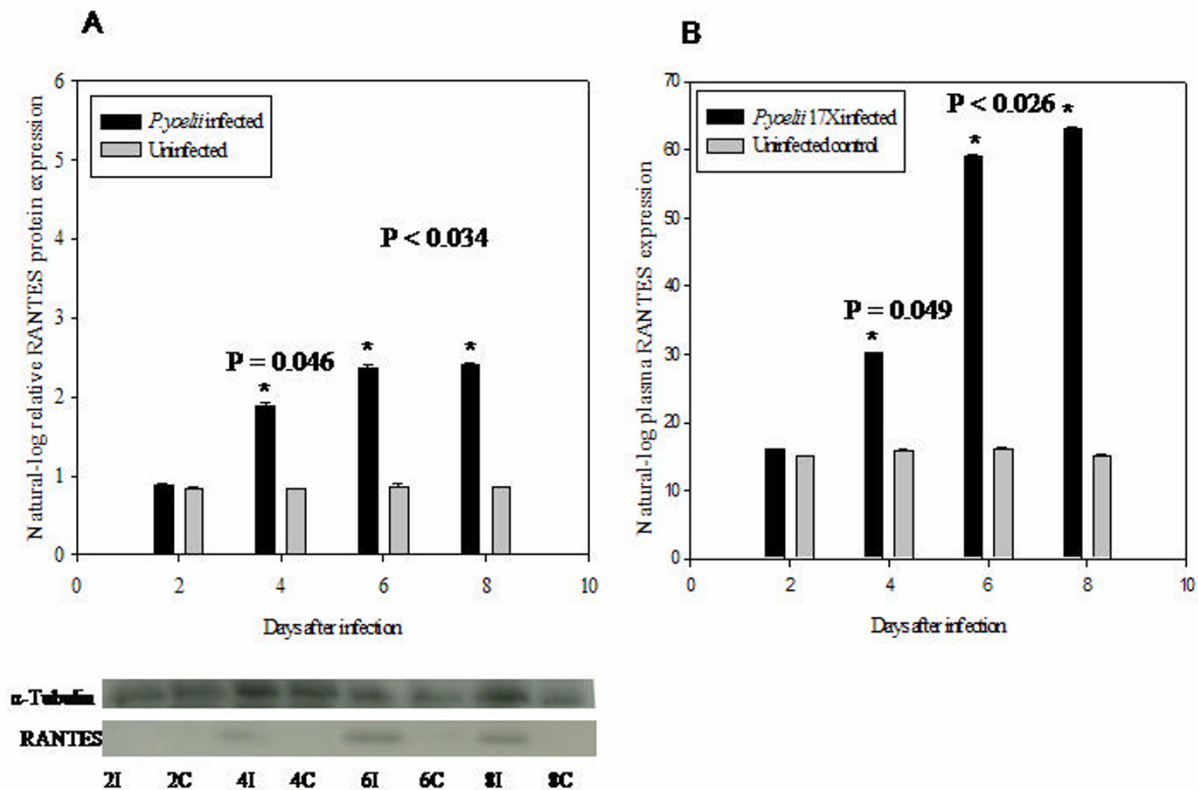 A
Natural-log relative RANTES protein expression
6
5
4
3
2
1
0
P.yoelii infected
Uninfected
P = 0.046
*
*
*
P < 0.034
0 2 4 6 8 10
Days after infection
α-Tubulin
RANTES
2I 2C 4I 4C 6I 6C 8I 8C
B
Natural-log plasma RANTES expression
70
60
50
40
30
20
10
0
P.yoelii 17X infected
Uninfected control
P = 0.049
*
*
P < 0.026 *
0 2 4 6 8 10
Days after infection